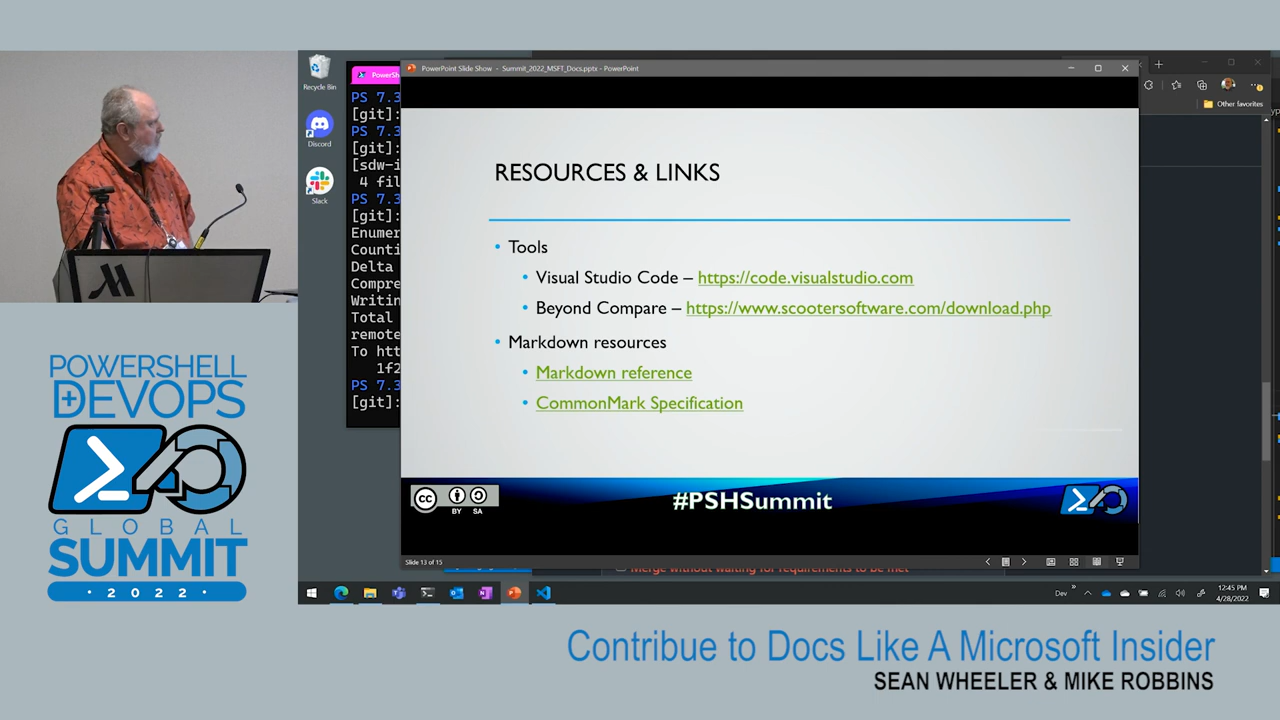 PowerPoint Slide Show - Summit_2022_MSFT_Docs.pptx - PowerPoint
Recycle Bin
Discord
Slack
PS 7.3
[git]:
PS 7.3
[git]:
[sdw-i
4 fil
PS 7.3
[git]:
Enumer
Counti
Delta
Compre
Writin
Total
remote
To htt
1f2
PS 7.3
[git]:
Other favorites
RESOURCES & LINKS
• Tools
• Visual Studio Code – https://code.visualstudio.com
• Beyond Compare – https://www.scootersoftware.com/download.php
• Markdown resources
• Markdown reference
• CommonMark Specification
CC BY SA
#PSHSummit
Slide 13 of 15
Merge without waiting for requirements to be met
Dev
12:45 PM
4/28/2022
POWERSHELL
+DEVOPS
GLOBAL
SUMMIT
· 2022 ·
Contribue to Docs Like A Microsoft Insider
SEAN WHEELER & MIKE ROBBINS